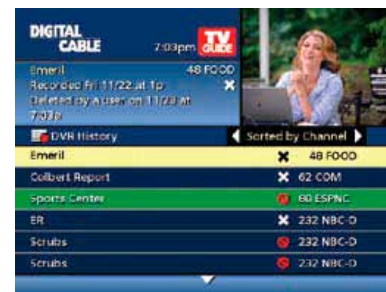 DIGITAL
CABLE
7:03pm
TV
GUIDE
Emeril 48 FOOD
Recorded Fri 11/22 at 1p
Deleted by a user on 11/23 at
7:03p
DVR History
Sorted by Channel
Emeril 48 FOOD
Colbert Report 62 COM
Sports Center 60 ESPNC
ER 232 NBC-D
Scrubs 232 NBC-D
Scrubs 232 NBC-D